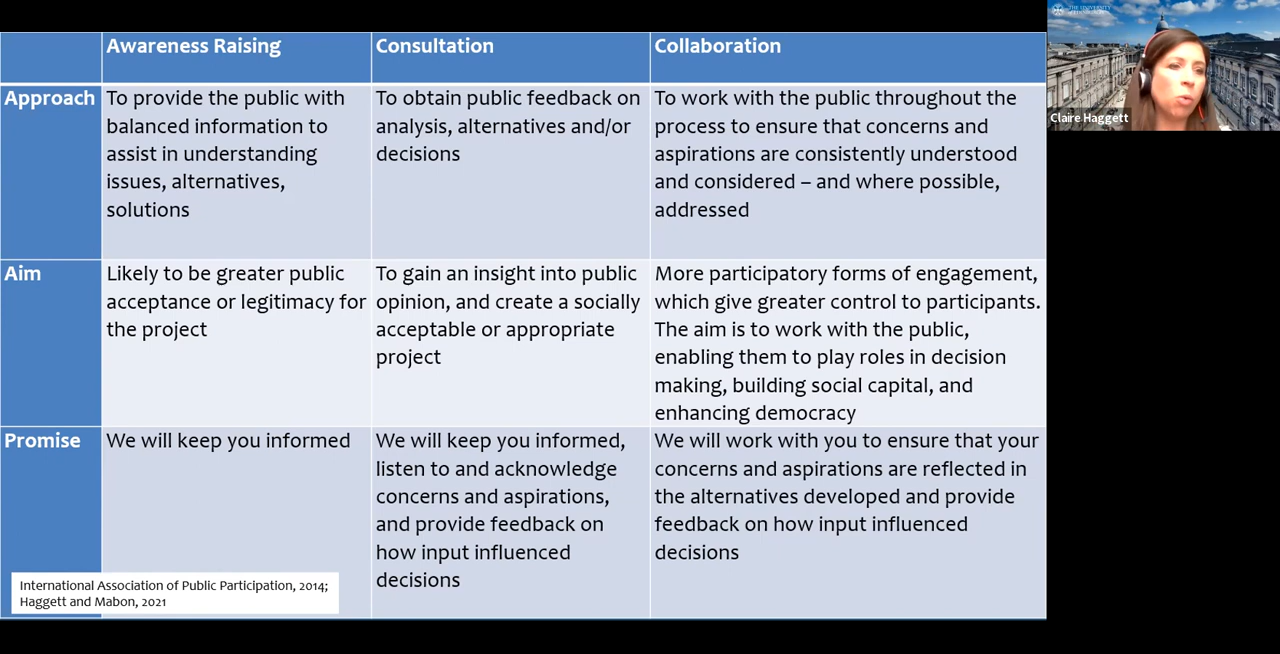 Awareness Raising
Consultation
Collaboration
Approach
To provide the public with
balanced information to
assist in understanding
issues, alternatives,
solutions
To obtain public feedback on
analysis, alternatives and/or
decisions
To work with the public throughout the
process to ensure that concerns and
aspirations are consistently understood
and considered – and where possible,
addressed
Aim
Likely to be greater public
acceptance or legitimacy for
the project
To gain an insight into public
opinion, and create a socially
acceptable or appropriate
project
More participatory forms of engagement,
which give greater control to participants.
The aim is to work with the public,
enabling them to play roles in decision
making, building social capital, and
enhancing democracy
Promise
We will keep you informed
We will keep you informed,
listen to and acknowledge
concerns and aspirations,
and provide feedback on
how input influenced
decisions
We will work with you to ensure that your
concerns and aspirations are reflected in
the alternatives developed and provide
feedback on how input influenced
decisions
International Association of Public Participation, 2014;
Haggett and Mabon, 2021
THE UNIVERSITY
Claire Haggett